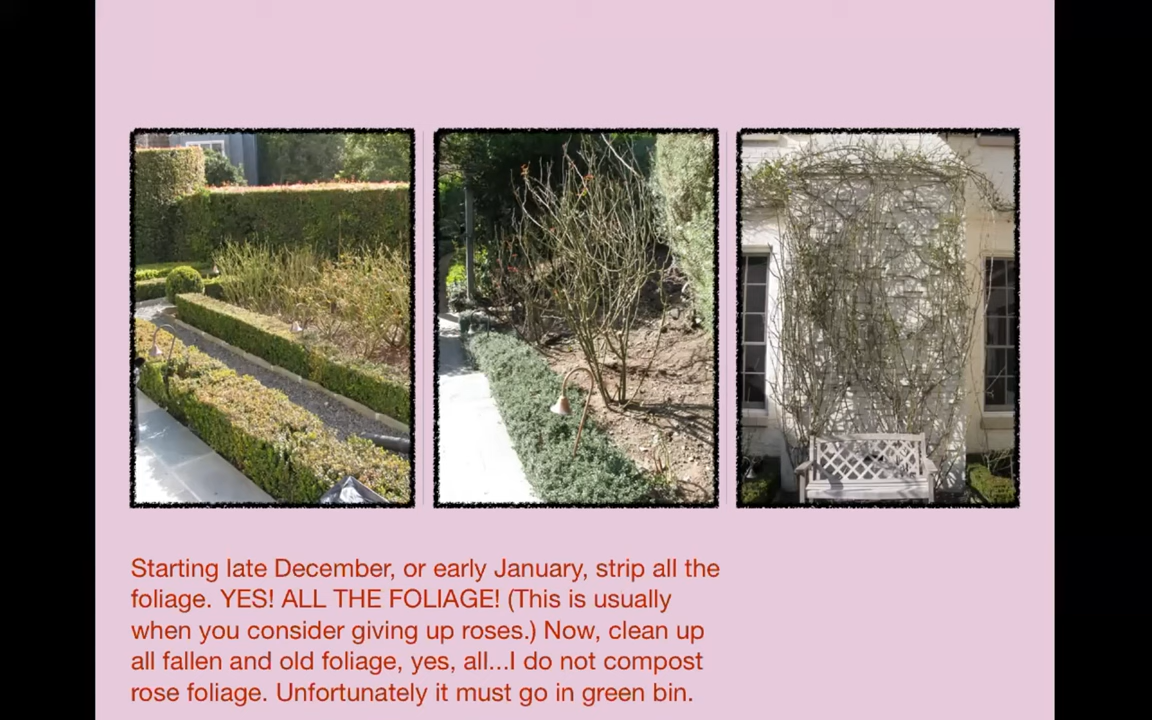 Starting late December, or early January, strip all the
foliage. YES! ALL THE FOLIAGE! (This is usually
when you consider giving up roses.) Now, clean up
all fallen and old foliage, yes, all...I do not compost
rose foliage. Unfortunately it must go in green bin.